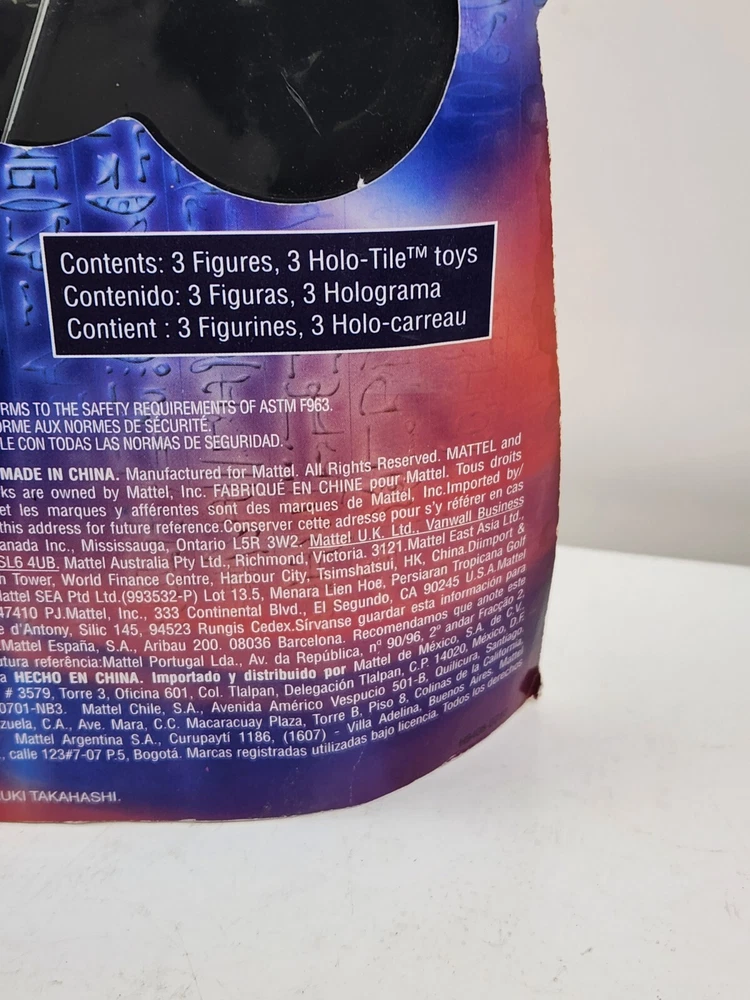 Contents: 3 Figures, 3 Holo-Tile™ toys
Contenido: 3 Figuras, 3 Holograma
Contient : 3 Figurines, 3 Holo-carreau
RMS TO THE SAFETY REQUIREMENTS OF ASTM F963.
ORME AUX NORMES DE SÉCURITÉ.
LE CON TODAS LAS NORMAS DE SEGURIDAD.
MADE IN CHINA. Manufactured for Mattel. All Rights Reserved. MATTEL and
ks are owned by Mattel, Inc. FABRIQUÉ EN CHINE pour Mattel. Tous droits
et les marques y afférentes sont des marques de Mattel, Inc.Imported by/
this address for future reference.Conserver cette adresse pour s'y référer en cas
anada Inc., Mississauga, Ontario L5R 3W2. Mattel U.K. Ltd., Vanwall Business
SL6 4UB. Mattel Australia Pty Ltd., Richmond, Victoria. 3121.Mattel East Asia Ltd.,
n Tower, World Finance Centre, Harbour City, Tsimshatsui, HK, China.Diimport &
attel SEA Ptd Ltd.(993532-P) Lot 13.5, Menara Lien Hoe, Persiaran Tropicana Golf
47410 PJ.Mattel, Inc., 333 Continental Blvd., El Segundo, CA 90245 U.S.A.Mattel
e d'Antony, Silic 145, 94523 Rungis Cedex.Sírvanse guardar esta información para
.Mattel España, S.A., Aribau 200. 08036 Barcelona. Recomendamos que anote este
utura referência:Mattel Portugal Lda., Av. da República, nº 90/96, 2º andar Fracção 2.
a HECHO EN CHINA. Importado y distribuido por Mattel de México, S.A. de C.V.,
# 3579, Torre 3, Oficina 601, Col. Tlalpan, Delegación Tlalpan, C.P. 14020, México, D.F.
0701-NB3. Mattel Chile, S.A., Avenida Américo Vespucio 501-B, Quilicura, Santiago.
zuela, C.A., Ave. Mara, C.C. Macaracuay Plaza, Torre B, Piso 8, Colinas de la California,
Mattel Argentina S.A., Curupaytí 1186, (1607) - Villa Adelina, Buenos Aires. Mattel
., calle 123#7-07 P.5, Bogotá. Marcas registradas utilizadas bajo licencia. Todos los derechos
UKI TAKAHASHI.